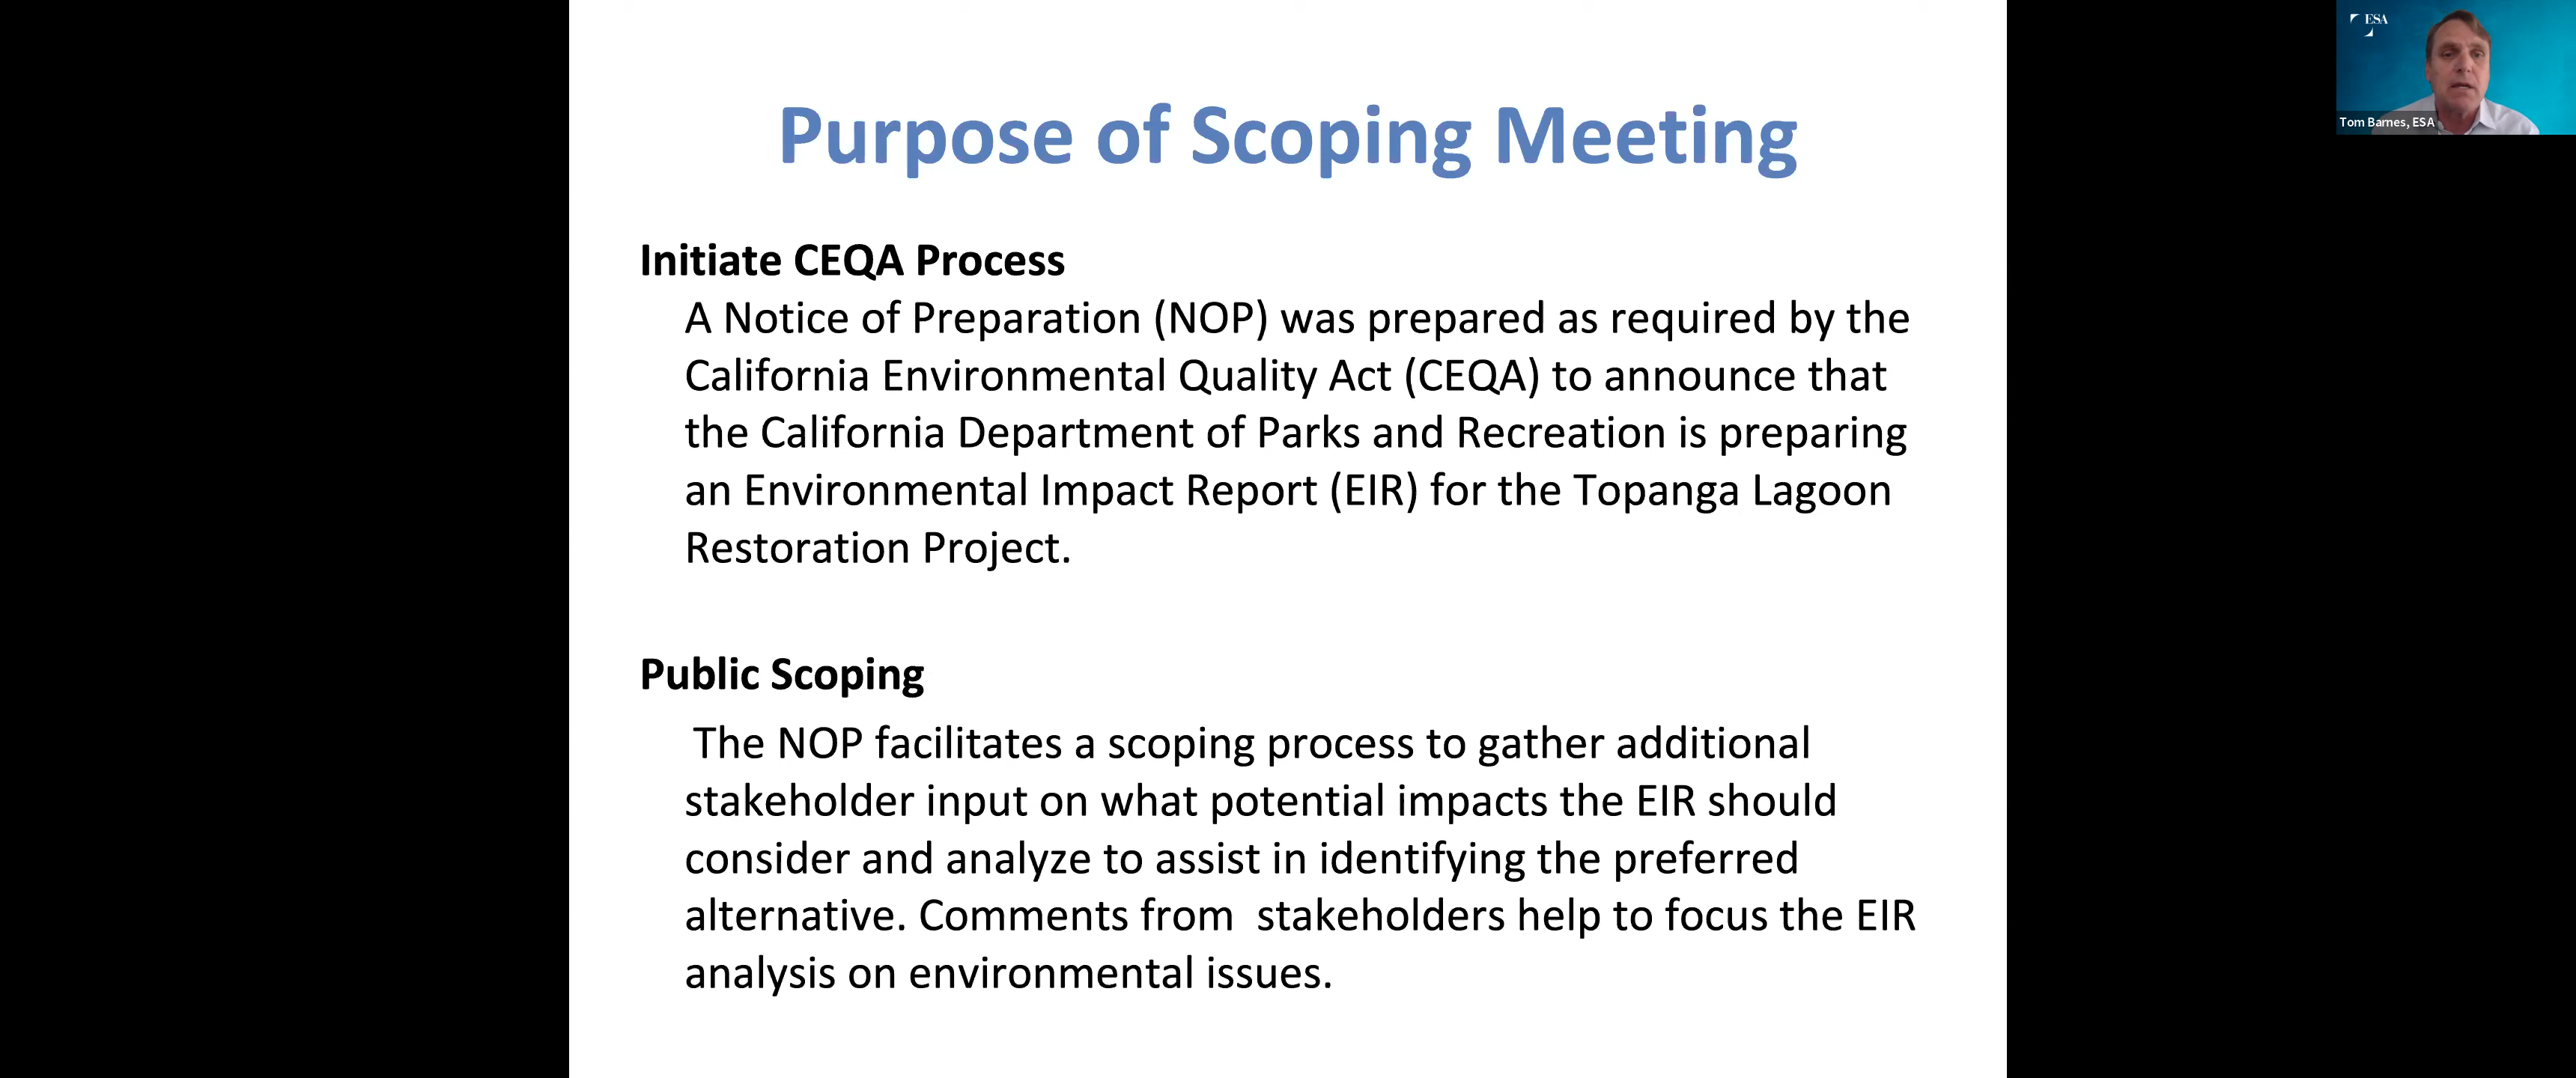 Purpose of Scoping Meeting
Initiate CEQA Process
A Notice of Preparation (NOP) was prepared as required by the
California Environmental Quality Act (CEQA) to announce that
the California Department of Parks and Recreation is preparing
an Environmental Impact Report (EIR) for the Topanga Lagoon
Restoration Project.
Public Scoping
The NOP facilitates a scoping process to gather additional
stakeholder input on what potential impacts the EIR should
consider and analyze to assist in identifying the preferred
alternative. Comments from  stakeholders help to focus the EIR
analysis on environmental issues.
ESA
Tom Barnes, ESA